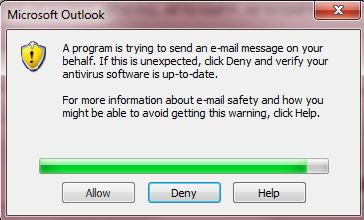 Microsoft Outlook
A program is trying to send an e-mail message on your
behalf. If this is unexpected, click Deny and verify your
antivirus software is up-to-date.
For more information about e-mail safety and how you
might be able to avoid getting this warning, click Help.
Allow Deny Help